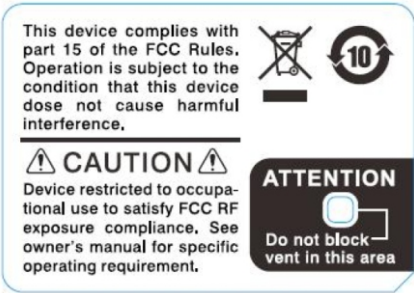 This device complies with
part 15 of the FCC Rules.
Operation is subject to the
condition that this device
dose not cause harmful
interference.
10
⚠ CAUTION ⚠
Device restricted to occupa-
tional use to satisfy FCC RF
exposure compliance. See
owner's manual for specific
operating requirement.
ATTENTION
Do not block
vent in this area